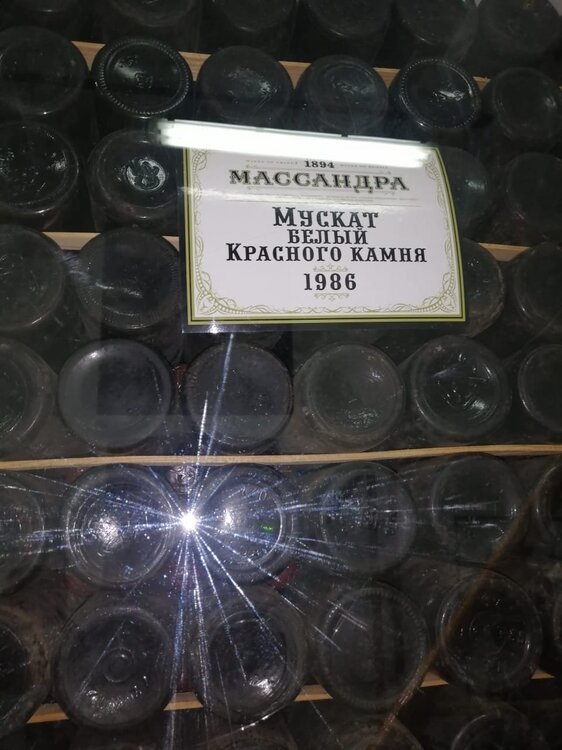 1894
МАССАНДРА
МУСКАТ
БЕЛЫЙ
КРАСНОГО КАМНЯ
1986